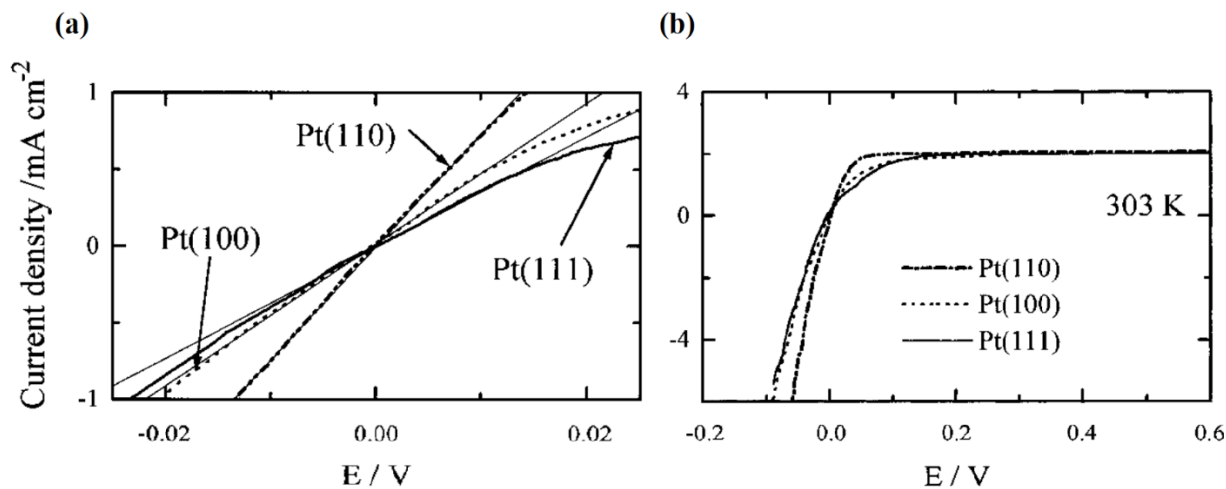 (a)
Current density /mA cm⁻²
1
0
-1
-0.02
0.00
0.02
E / V
Pt(110)
Pt(100)
Pt(111)
(b)
4
0
-4
-0.2
0.0
0.2
0.4
0.6
E / V
303 K
Pt(110)
Pt(100)
Pt(111)